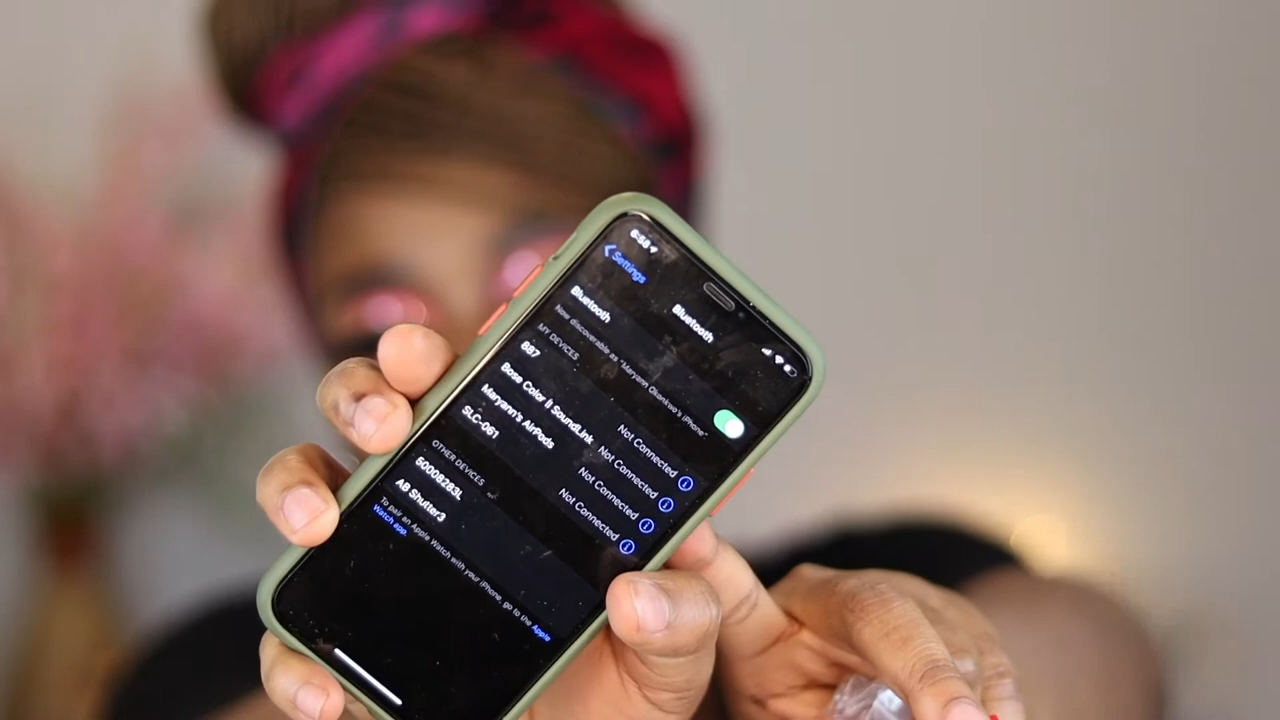 6:58
Settings
Bluetooth
Bluetooth
Now discoverable as "Maryann Okonkwo's iPhone"
MY DEVICES
887 Not Connected
Bose Color II SoundLink Not Connected
Maryann's AirPods Not Connected
SLC-061 Not Connected
OTHER DEVICES
50008283L
AB Shutter3
To pair an Apple Watch with your iPhone, go to the Apple
Watch app.